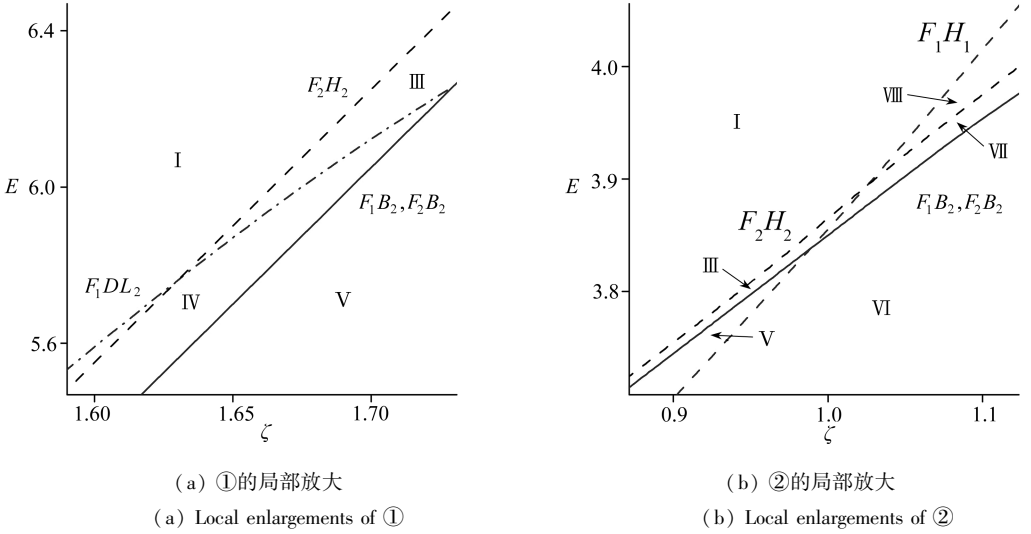 6.4
F₂H₂
Ⅲ
Ⅰ
E
6.0
F₁B₂,F₂B₂
F₁DL₂
Ⅳ
Ⅴ
5.6
1.60
1.65
1.70
ζ
(a) ①的局部放大
(a) Local enlargements of ①
F₁H₁
4.0
Ⅷ
Ⅰ
Ⅶ
E
3.9
F₁B₂,F₂B₂
F₂H₂
Ⅲ
3.8
Ⅵ
Ⅴ
0.9
1.0
1.1
ζ
(b) ②的局部放大
(b) Local enlargements of ②